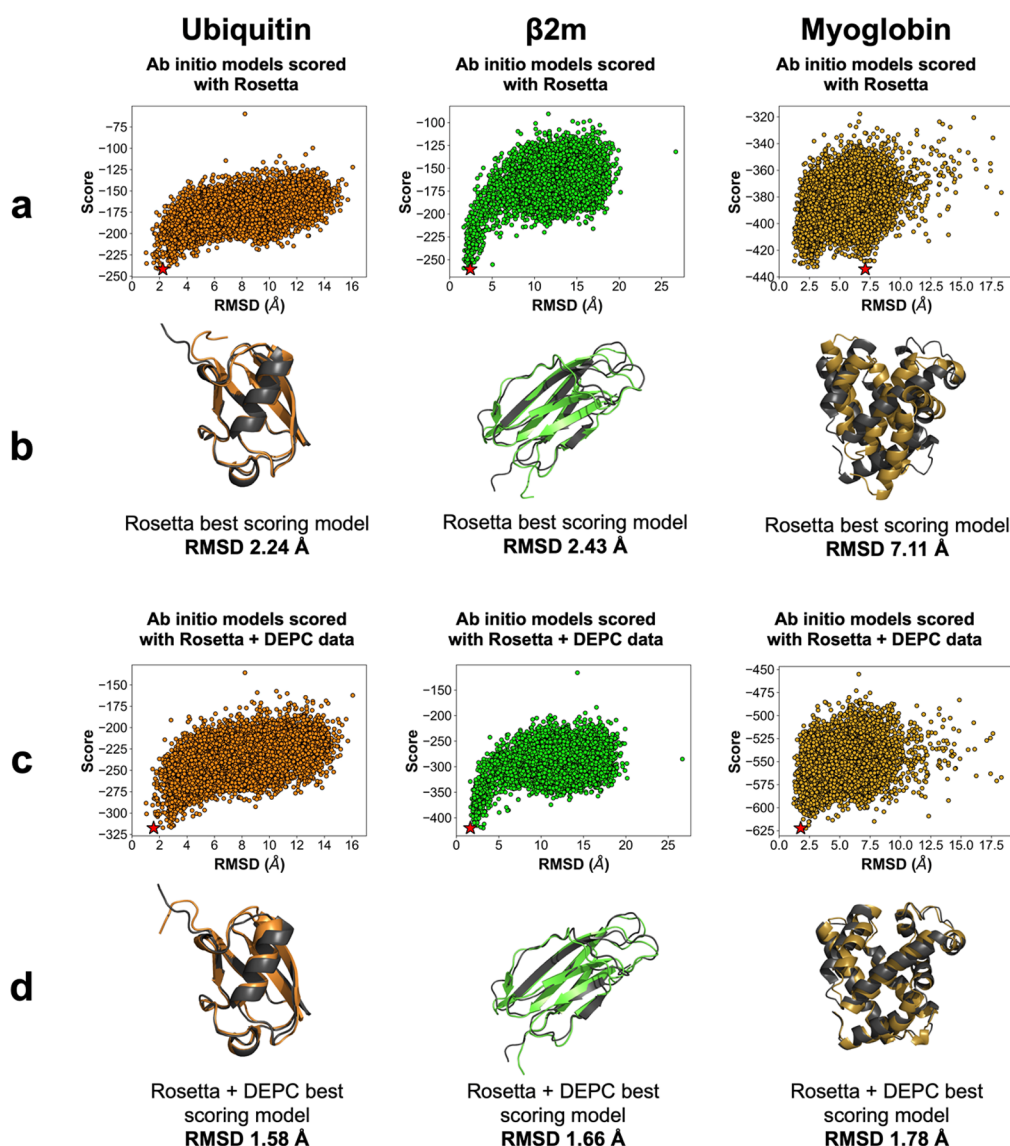 Ubiquitin
β2m
Myoglobin
Ab initio models scored
with Rosetta
Ab initio models scored
with Rosetta
Ab initio models scored
with Rosetta
a
Score
−75
−100
−125
−150
−175
−200
−225
−250
0 2 4 6 8 10 12 14 16
RMSD (Å)
Score
−100
−125
−150
−175
−200
−225
−250
0 5 10 15 20 25
RMSD (Å)
Score
−320
−340
−360
−380
−400
−420
−440
0.0 2.5 5.0 7.5 10.0 12.5 15.0 17.5
RMSD (Å)
b
Rosetta best scoring model
RMSD 2.24 Å
Rosetta best scoring model
RMSD 2.43 Å
Rosetta best scoring model
RMSD 7.11 Å
Ab initio models scored
with Rosetta + DEPC data
Ab initio models scored
with Rosetta + DEPC data
Ab initio models scored
with Rosetta + DEPC data
c
Score
−150
−175
−200
−225
−250
−275
−300
−325
0 2 4 6 8 10 12 14 16
RMSD (Å)
Score
−150
−200
−250
−300
−350
−400
0 5 10 15 20 25
RMSD (Å)
Score
−450
−475
−500
−525
−550
−575
−600
−625
0.0 2.5 5.0 7.5 10.0 12.5 15.0 17.5
RMSD (Å)
d
Rosetta + DEPC best
scoring model
RMSD 1.58 Å
Rosetta + DEPC best
scoring model
RMSD 1.66 Å
Rosetta + DEPC best
scoring model
RMSD 1.78 Å